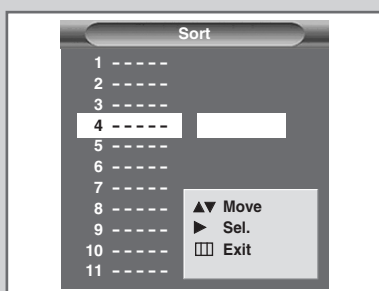 Sort
1 -----
2 -----
3 -----
4 -----
5 -----
6 -----
7 -----
8 -----
9 -----
10 -----
11 -----
▲▼ Move
► Sel.
Exit